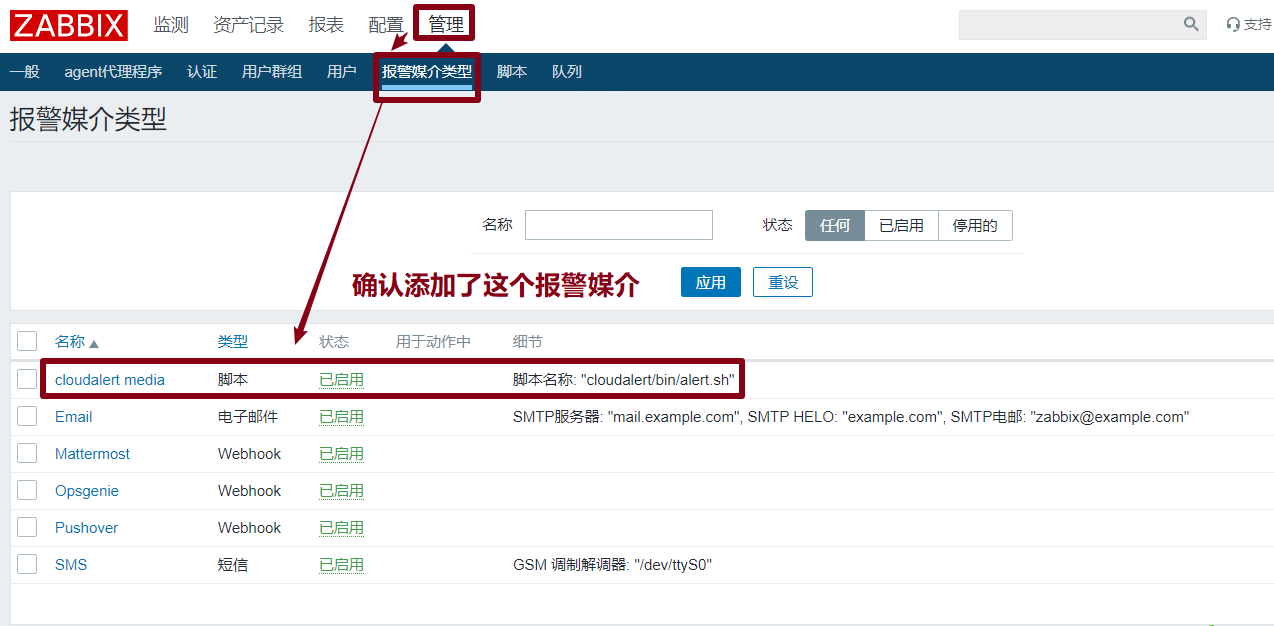 ZABBIX 监测 资产记录 报表 配置 管理 支持
一般 agent代理程序 认证 用户群组 用户 报警媒介类型 脚本 队列
报警媒介类型
名称 状态 任何 已启用 停用的
确认添加了这个报警媒介 应用 重设
名称 类型 状态 用于动作中 细节
cloudalert media 脚本 已启用 脚本名称: "cloudalert/bin/alert.sh"
Email 电子邮件 已启用 SMTP服务器: "mail.example.com", SMTP HELO: "example.com", SMTP电邮: "zabbix@example.com"
Mattermost Webhook 已启用
Opsgenie Webhook 已启用
Pushover Webhook 已启用
SMS 短信 已启用 GSM 调制解调器: "/dev/ttyS0"